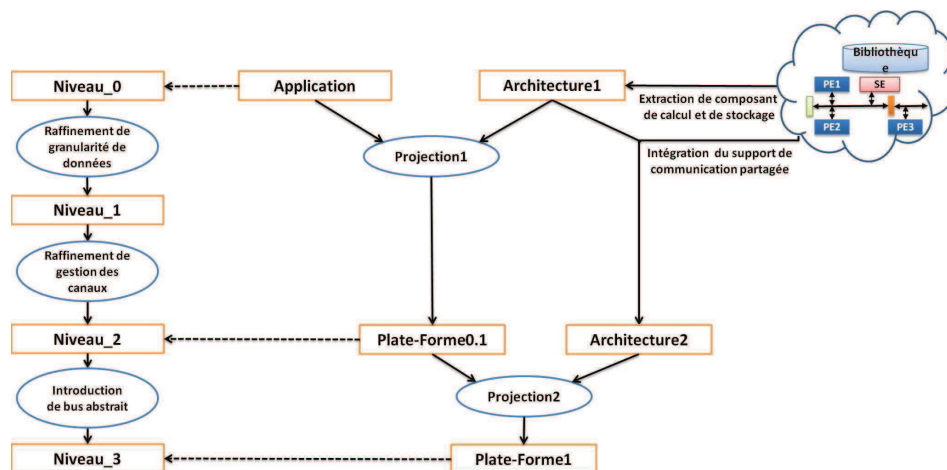 Bibliothèqu
e
Niveau_0
Application
Architecture1
PE1
SE
Extraction de composant
de calcul et de stockage
PE2
PE3
Raffinement de
granularité de
données
Projection1
Intégration du support de
communication partagée
Niveau_1
Raffinement de
gestion des
canaux
Niveau_2
Plate-Forme0.1
Architecture2
Introduction
de bus abstrait
Projection2
Niveau_3
Plate-Forme1